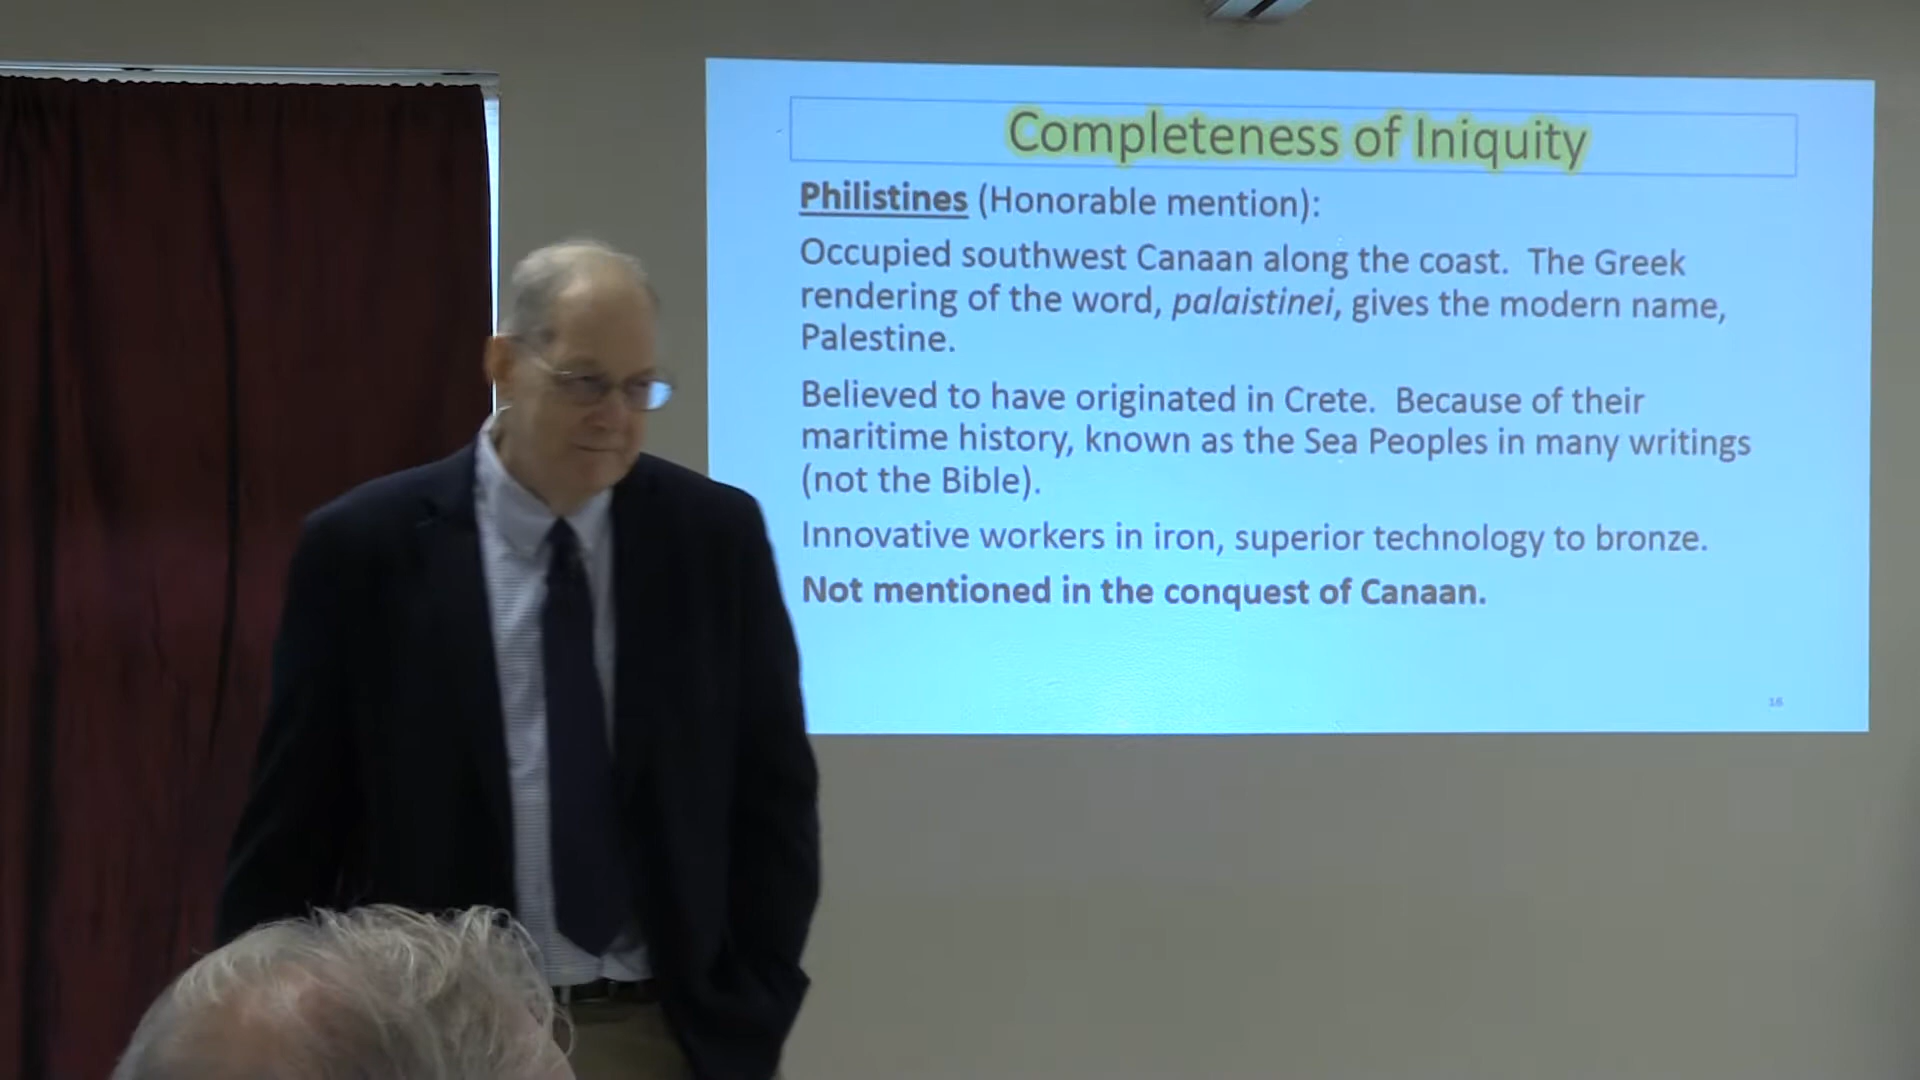 Completeness of Iniquity
Philistines (Honorable mention):
Occupied southwest Canaan along the coast.  The Greek
rendering of the word, palaistinei, gives the modern name,
Palestine.
Believed to have originated in Crete.  Because of their
maritime history, known as the Sea Peoples in many writings
(not the Bible).
Innovative workers in iron, superior technology to bronze.
Not mentioned in the conquest of Canaan.
16